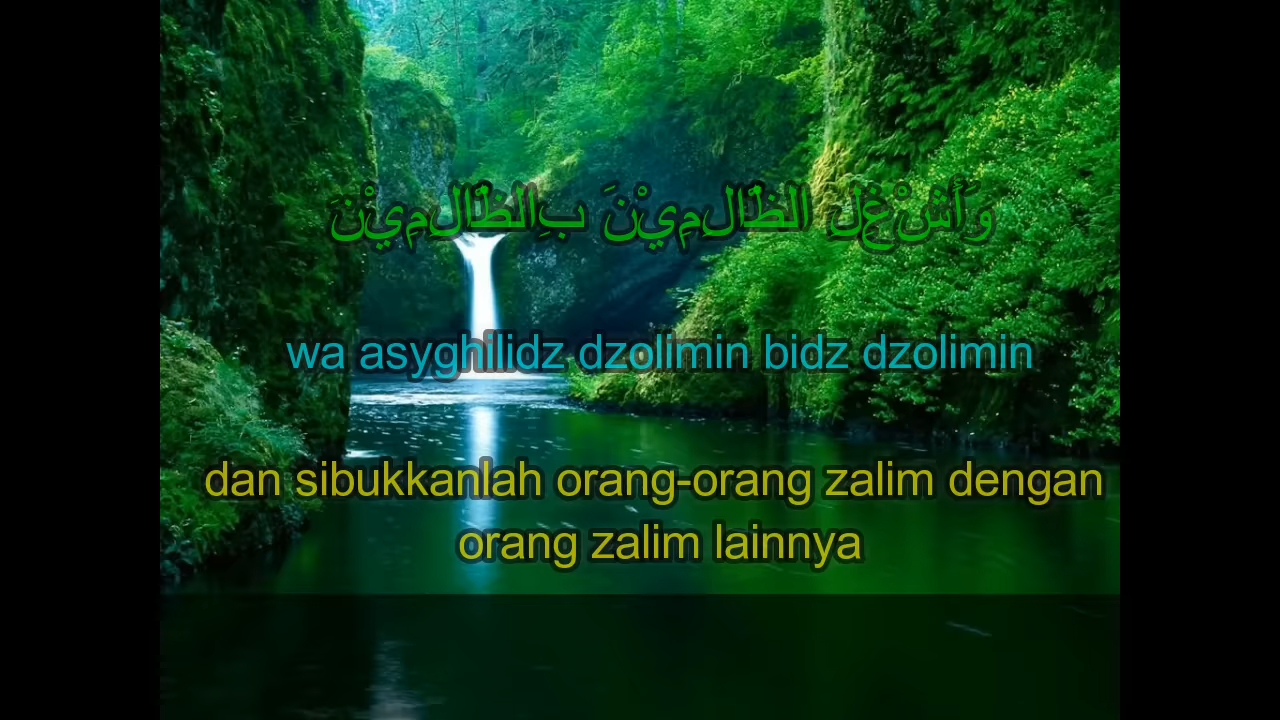 وَأَشْغِلِ الظَّالِمِيْنَ بِالظَّالِمِيْنَ
wa asyghilidz dzolimin bidz dzolimin
dan sibukkanlah orang-orang zalim dengan
orang zalim lainnya